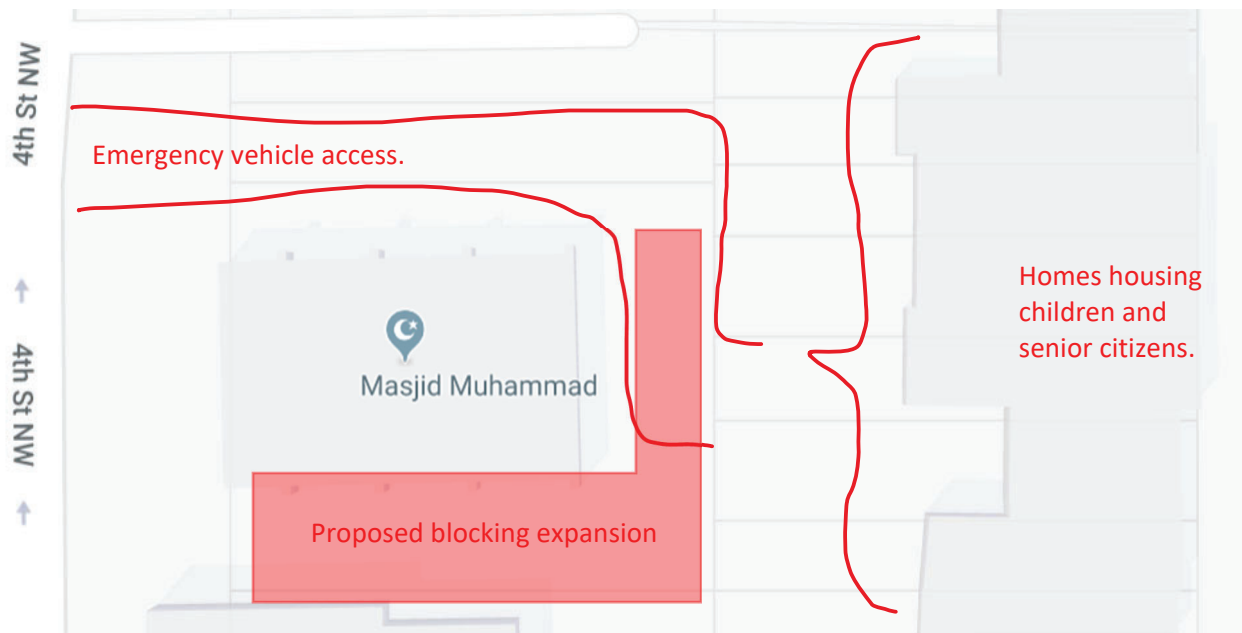 4th St NW
Emergency vehicle access.
Homes housing
children and
senior citizens.
Masjid Muhammad
4th St NW
Proposed blocking expansion